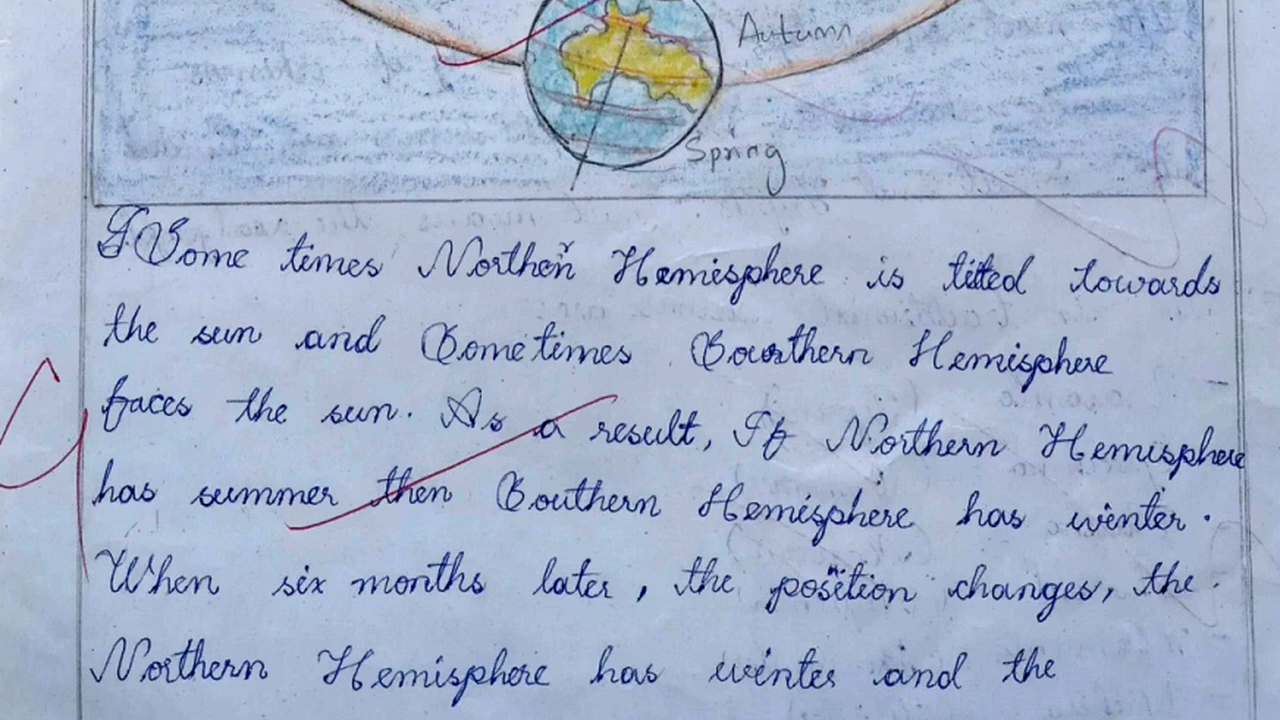 Autumn
Spring
Some times Northen Hemisphere is tilted towards
the sun and Sometimes Southern Hemisphere
faces the sun. As a result, If Northern Hemisphere
has summer then Southern Hemisphere has winter.
When six months later, the position changes, the
Northern Hemisphere has winter and the